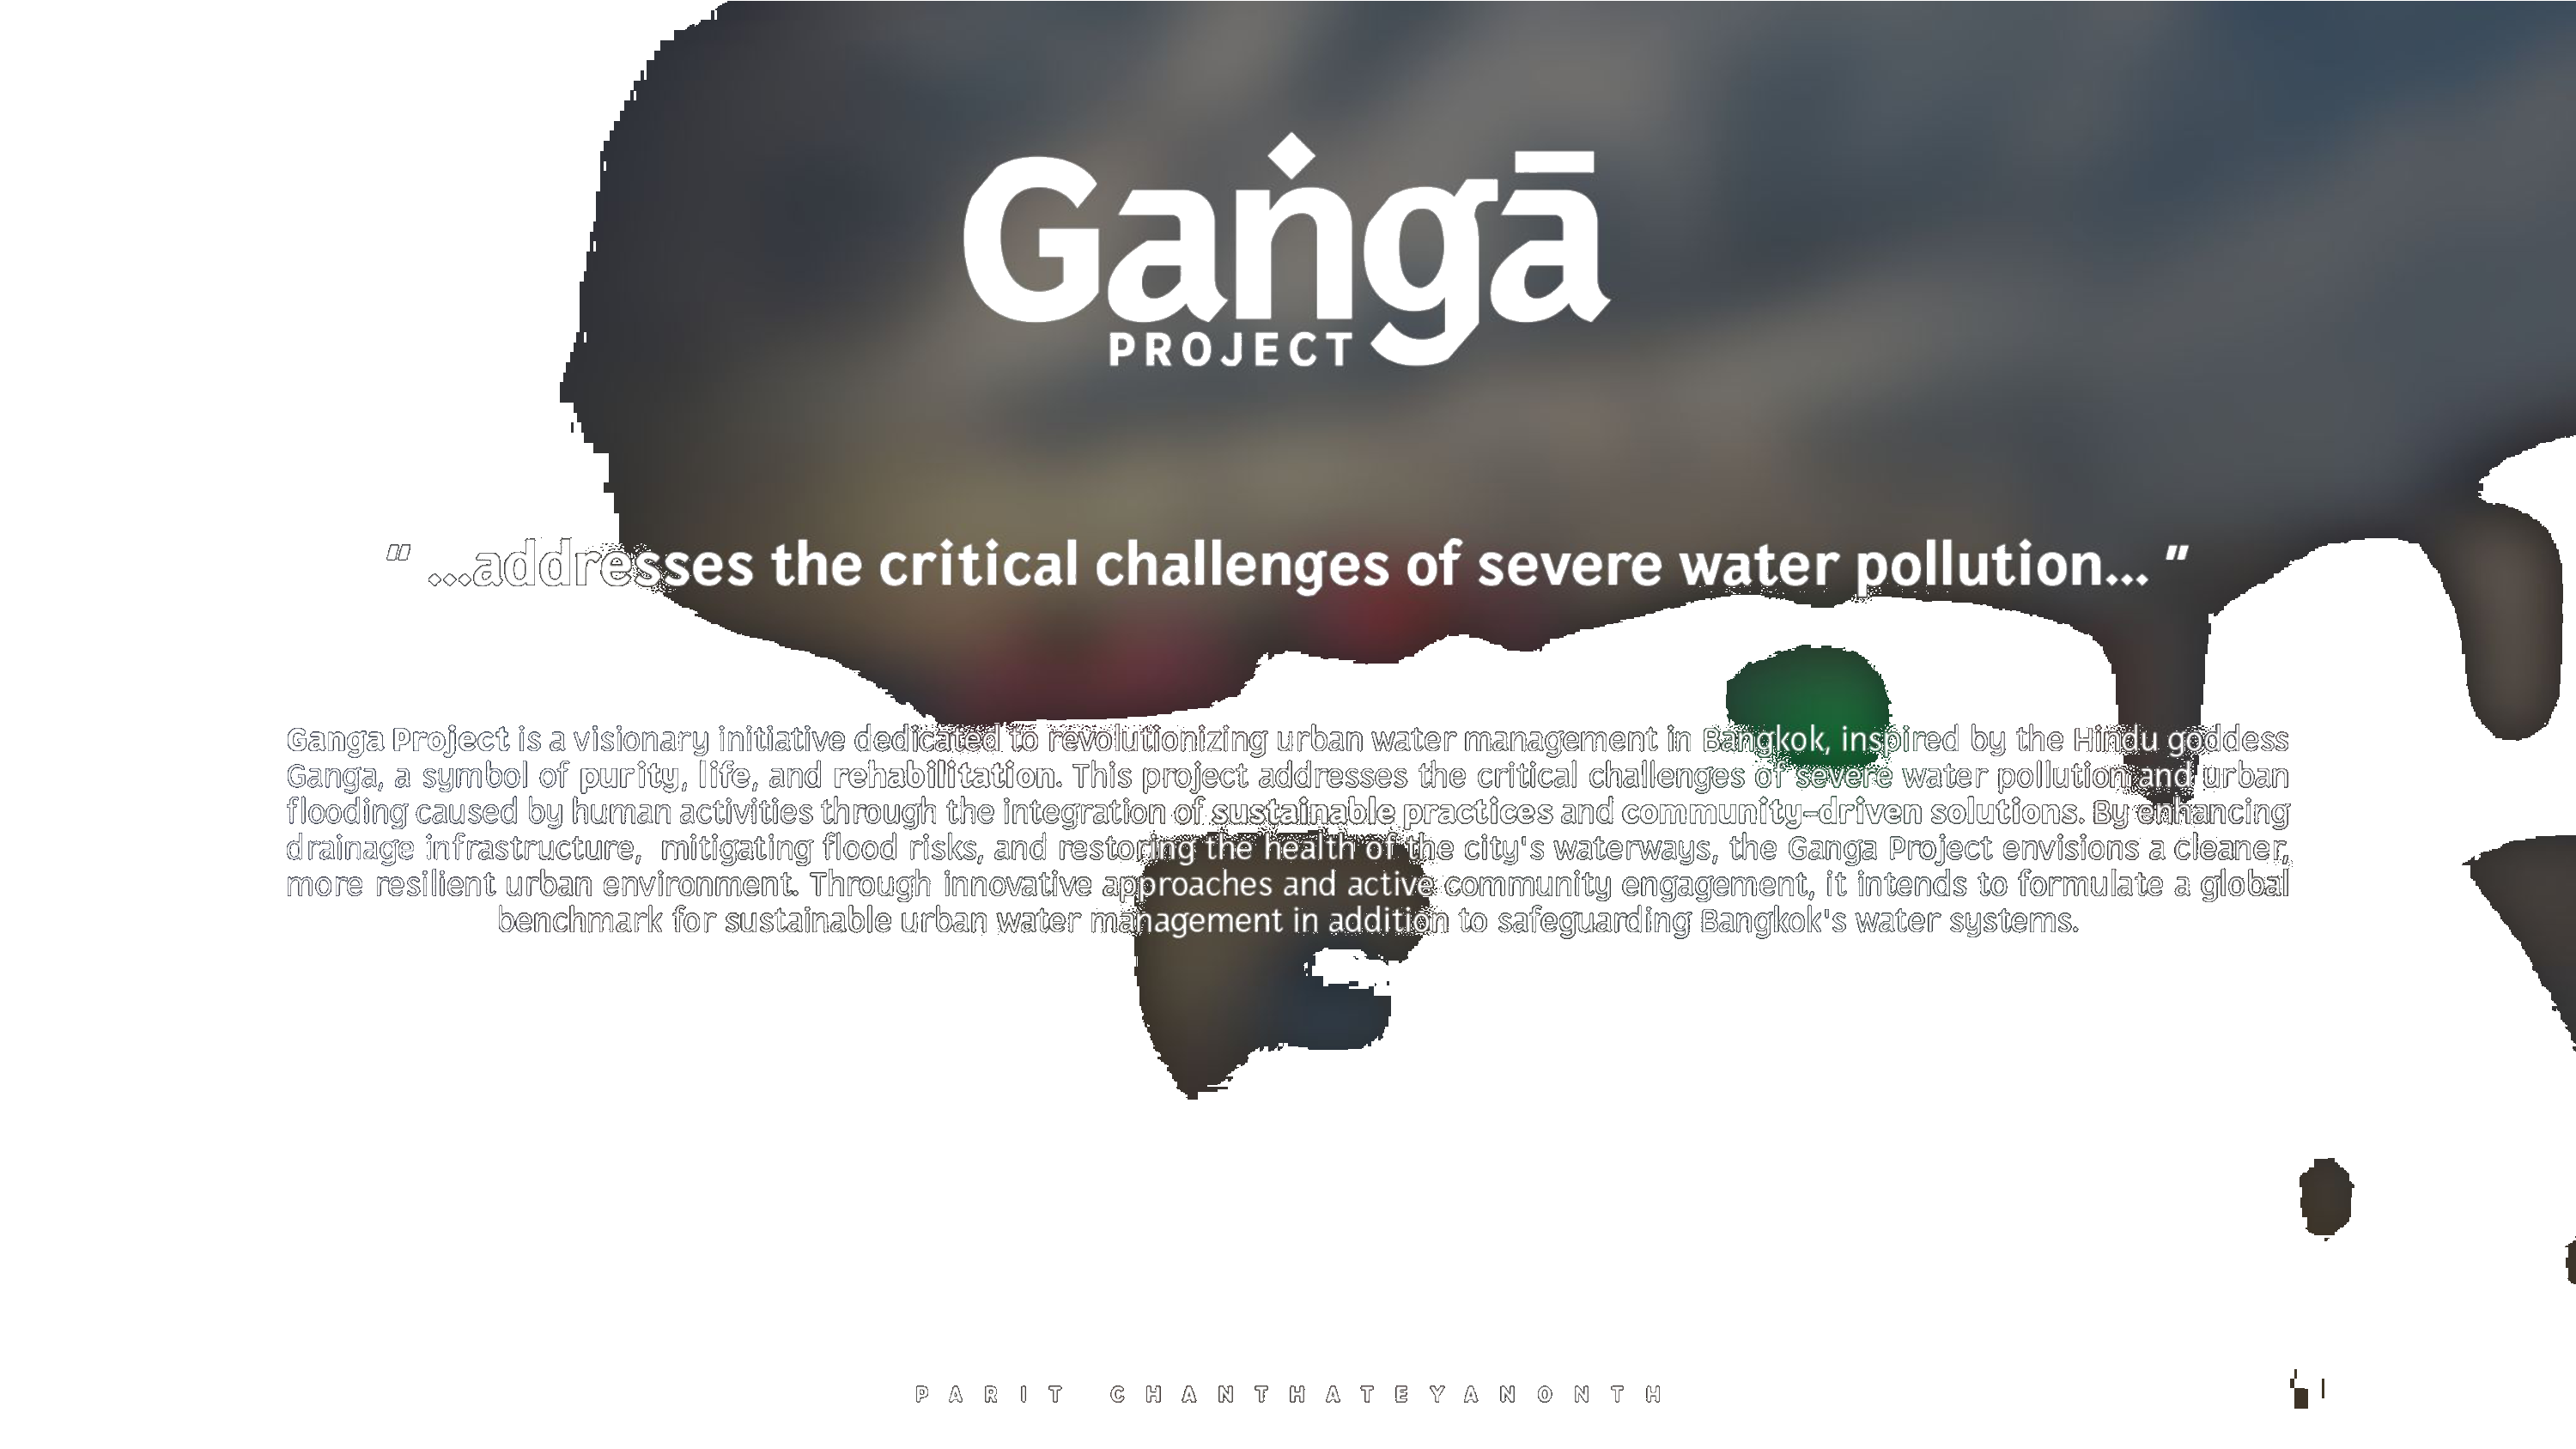 Gaṅgā
PROJECT
" ...addresses the critical challenges of severe water pollution... "
Ganga Project is a visionary initiative dedicated to revolutionizing urban water management in Bangkok, inspired by the Hindu goddess
Ganga, a symbol of purity, life, and rehabilitation. This project addresses the critical challenges of severe water pollution and urban
flooding caused by human activities through the integration of sustainable practices and community-driven solutions. By enhancing
drainage infrastructure, mitigating flood risks, and restoring the health of the city's waterways, the Ganga Project envisions a cleaner,
more resilient urban environment. Through innovative approaches and active community engagement, it intends to formulate a global
benchmark for sustainable urban water management in addition to safeguarding Bangkok's water systems.
PARIT CHANTHATEYANONTH